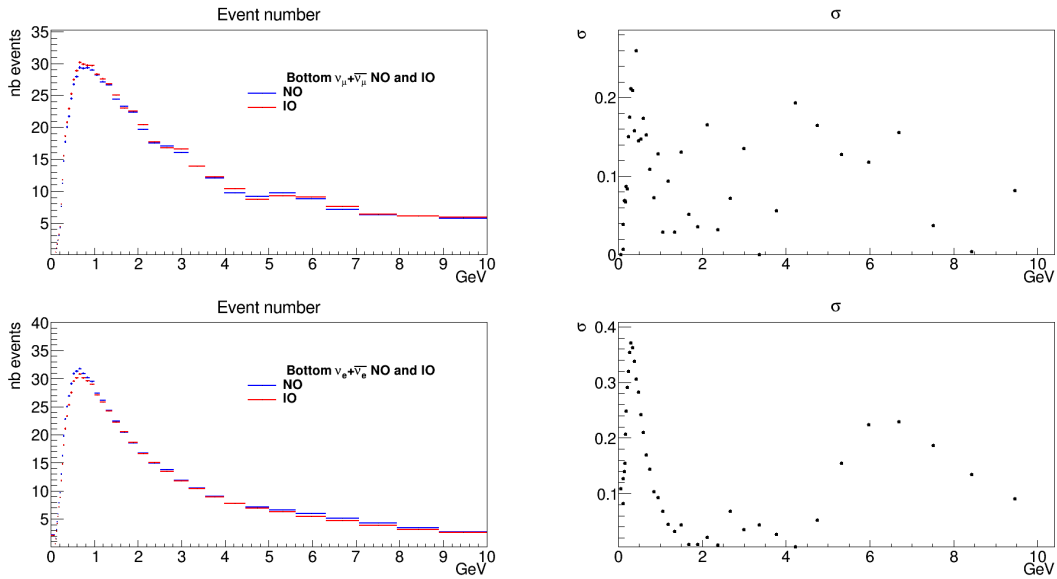 Event number
nb events
35
30
25
20
15
10
5
Bottom νμ+ν̅μ NO and IO
NO
IO
0 1 2 3 4 5 6 7 8 9 10
GeV
σ
σ
0.2
0.1
0
0 2 4 6 8 10
GeV
Event number
nb events
40
35
30
25
20
15
10
5
Bottom νe+ν̅e NO and IO
NO
IO
0 1 2 3 4 5 6 7 8 9 10
GeV
σ
σ
0.4
0.3
0.2
0.1
0 2 4 6 8 10
GeV